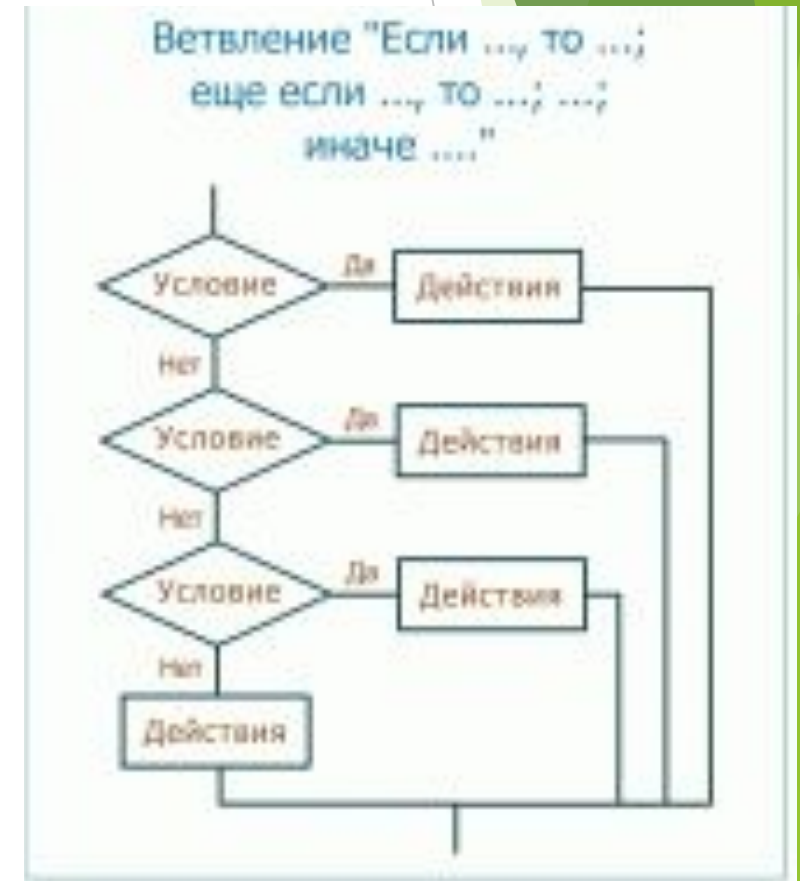 Ветвление "Если ..., то ...;
еще если ..., то ...; ...;
иначе ...."
Условие
Да
Действия
Нет
Условие
Да
Действия
Нет
Условие
Да
Действия
Нет
Действия